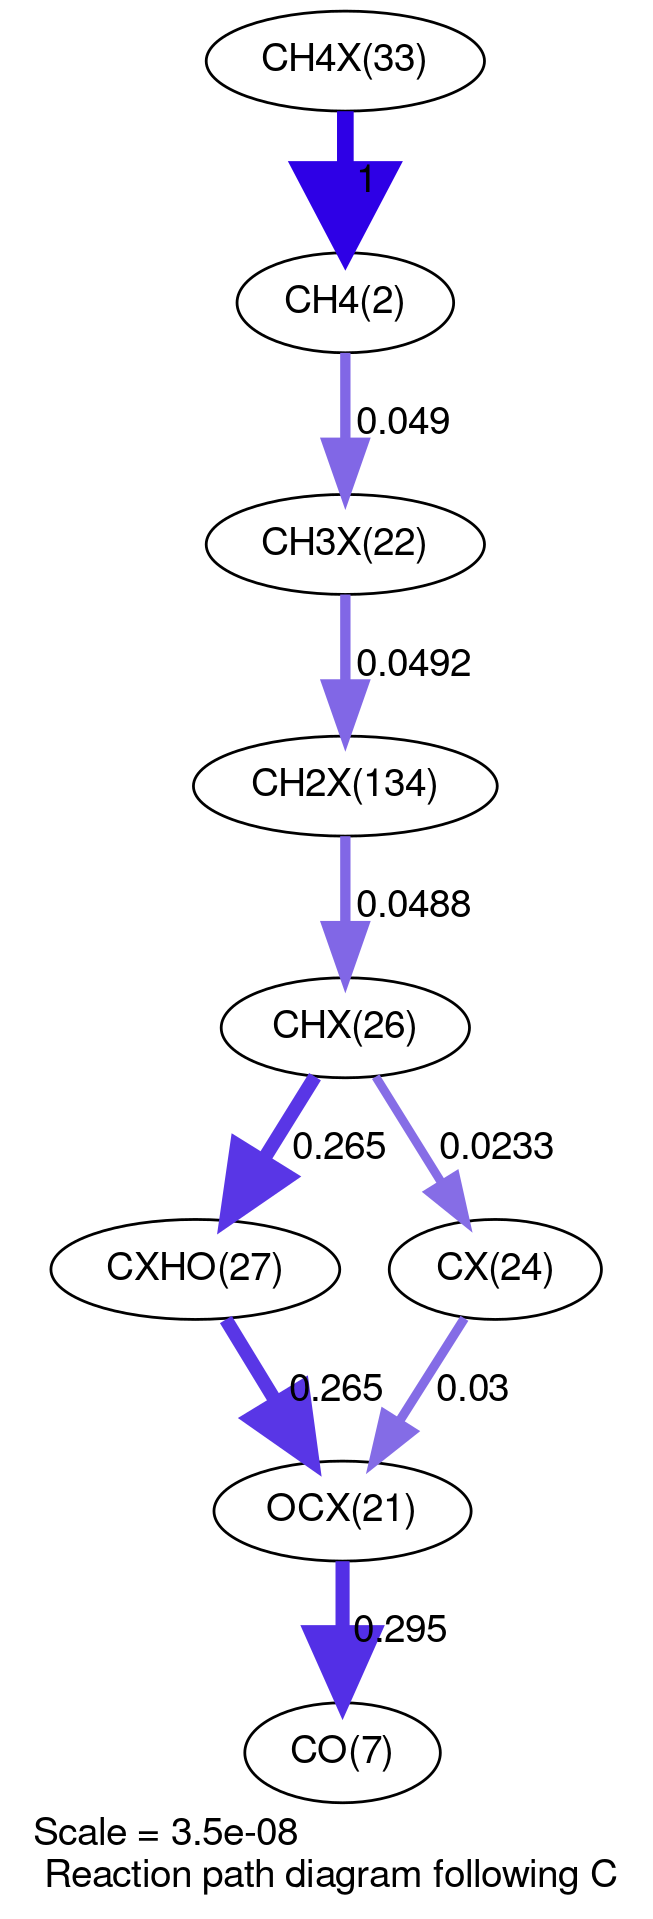 CH4X(33)
1
CH4(2)
0.049
CH3X(22)
0.0492
CH2X(134)
0.0488
CHX(26)
0.265
0.0233
CXHO(27)
CX(24)
0.265
0.03
OCX(21)
0.295
CO(7)
Scale = 3.5e-08
Reaction path diagram following C